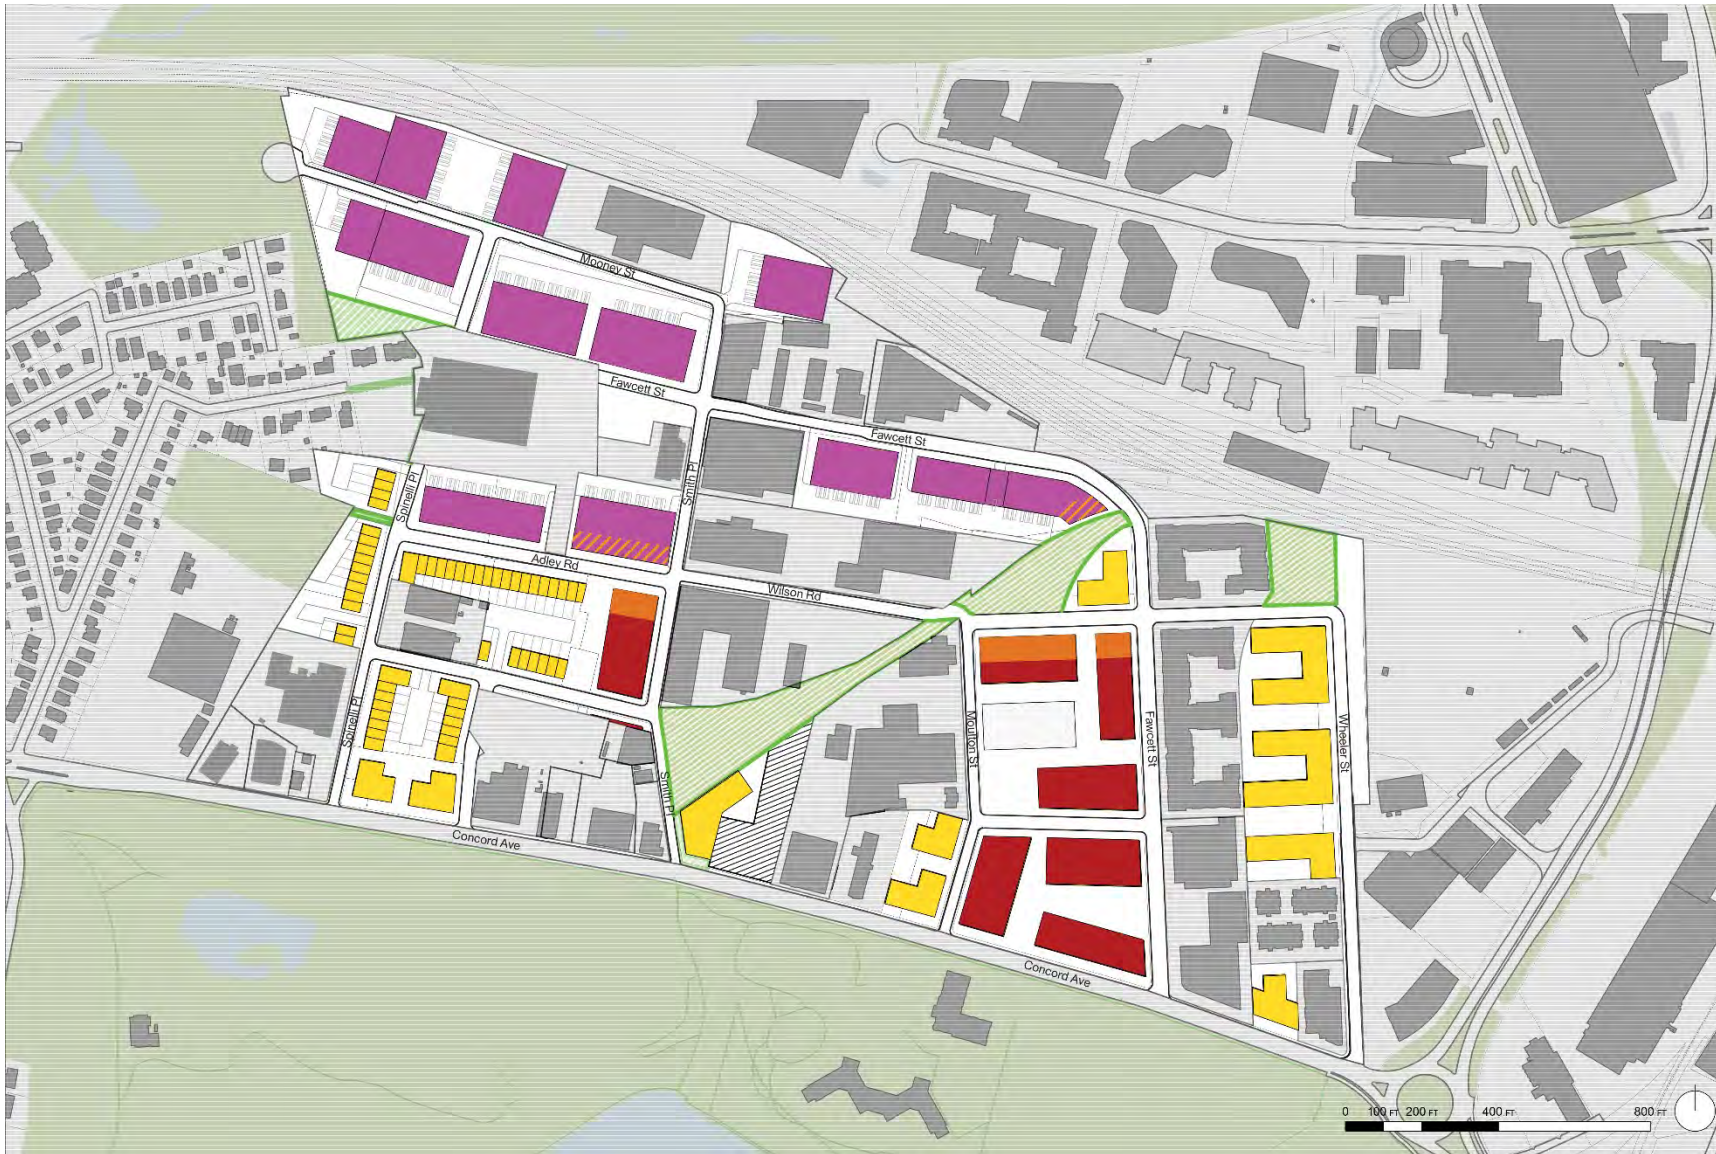 Mooney St
Fawcett St
Fawcett St
Smith Pl
Spinelli Pl
Adley Rd
Wilson Rd
Spinelli Pl
Moulton St
Fawcett St
Wheeler St
Smith Pl
Concord Ave
Concord Ave
0 100 FT 200 FT 400 FT 800 FT